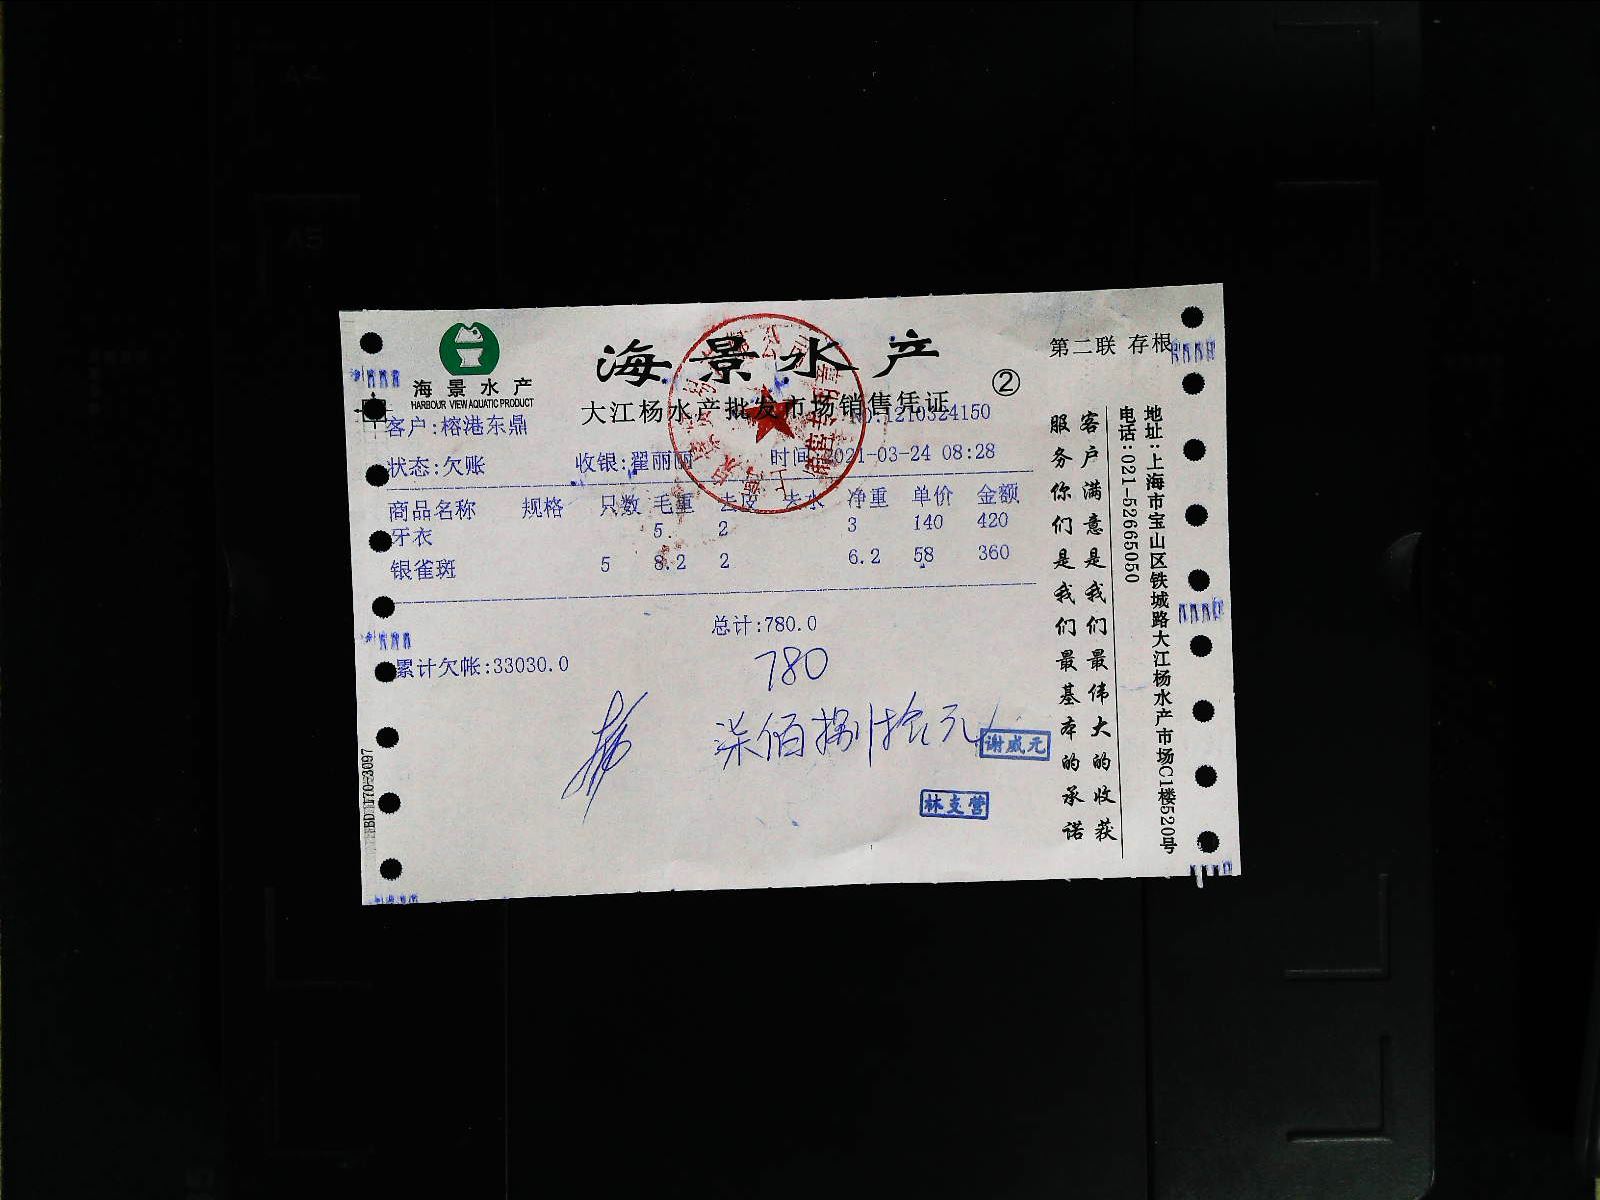 海景水产
HARBOUR VIEW AQUATIC PRODUCT
海景水产
大江杨水产批发市场销售凭证
②
第二联 存根
客户:榕港东鼎
NO.1210324150
状态:欠账 收银:翟丽丽 时间 2021-03-24 08:28
商品名称 规格 只数 毛重 去皮 去水 净重 单价 金额
牙衣 5. 2 3 140 420
银雀斑 5 8.2 2 6.2 58 360
总计:780.0
累计欠帐:33030.0
780
柒佰捌拾元
谢威元
林支营
客户满意是我们最伟大的收获
服务你们是我们最基本的承诺
地址:上海市宝山区铁城路大江杨水产市场C1楼520号
电话:021-52665050